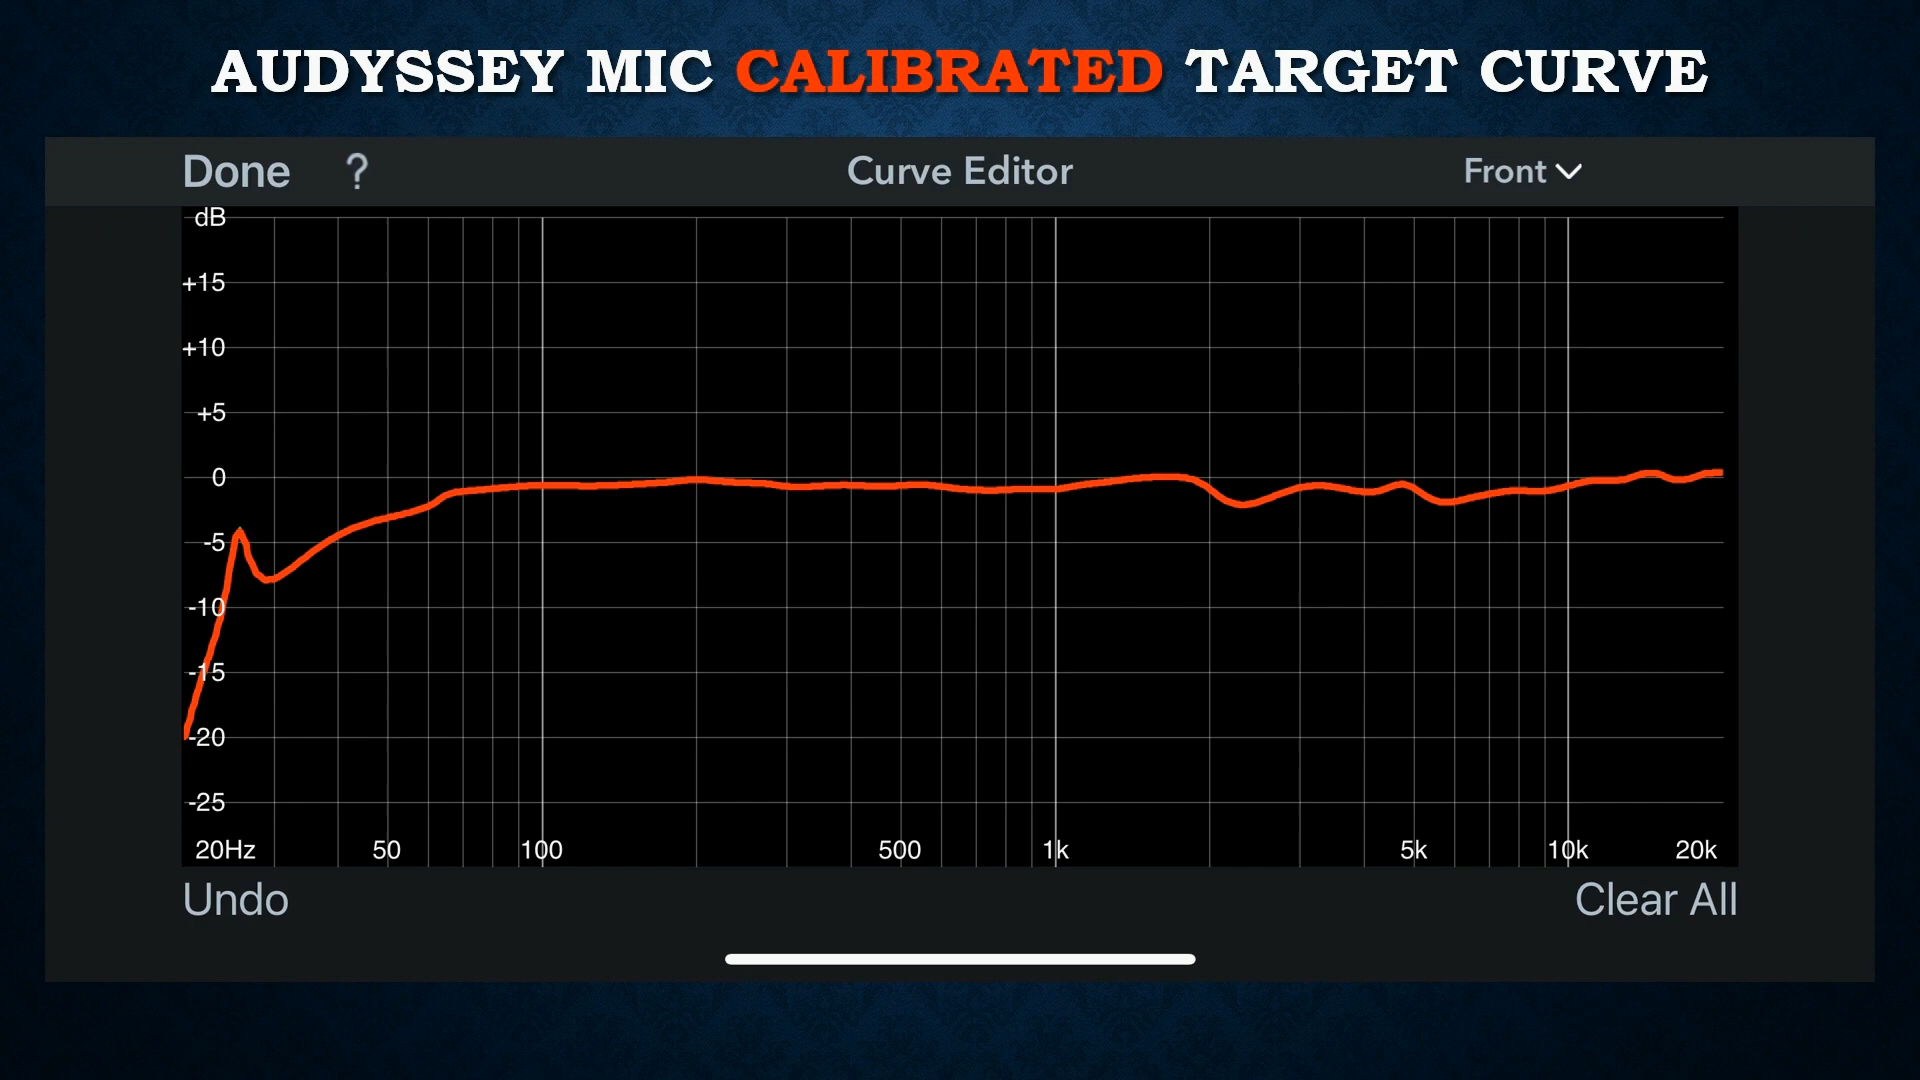 AUDYSSEY MIC CALIBRATED TARGET CURVE
Done ? Curve Editor Front
dB
+15
+10
+5
0
-5
-10
-15
-20
-25
20Hz 50 100 500 1k 5k 10k 20k
Undo Clear All